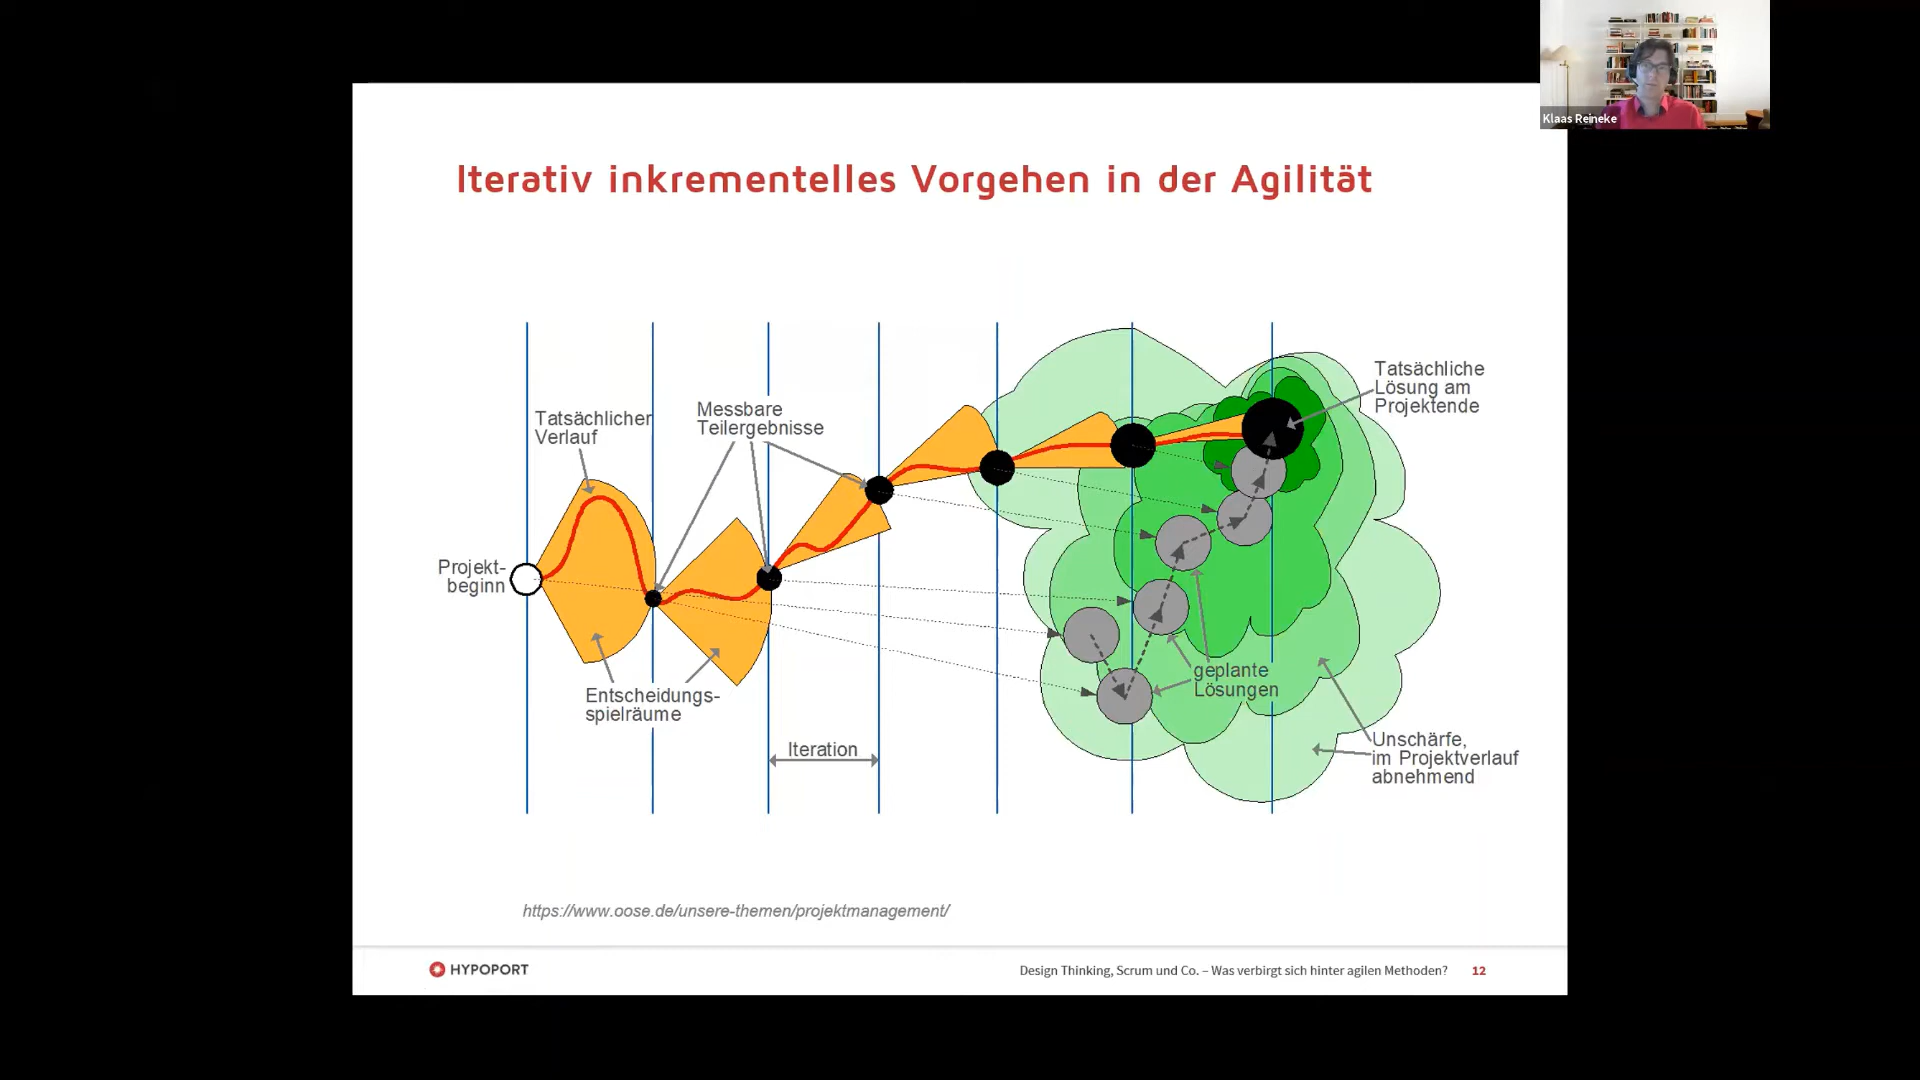 Klaas Reineke
Iterativ inkrementelles Vorgehen in der Agilität
Tatsächliche
Lösung am
Projektende
Tatsächlicher
Verlauf
Messbare
Teilergebnisse
Projekt-
beginn
Entscheidungs-
spielräume
geplante
Lösungen
Iteration
Unschärfe,
im Projektverlauf
abnehmend
https://www.oose.de/unsere-themen/projektmanagement/
HYPOPORT
Design Thinking, Scrum und Co. – Was verbirgt sich hinter agilen Methoden? 12